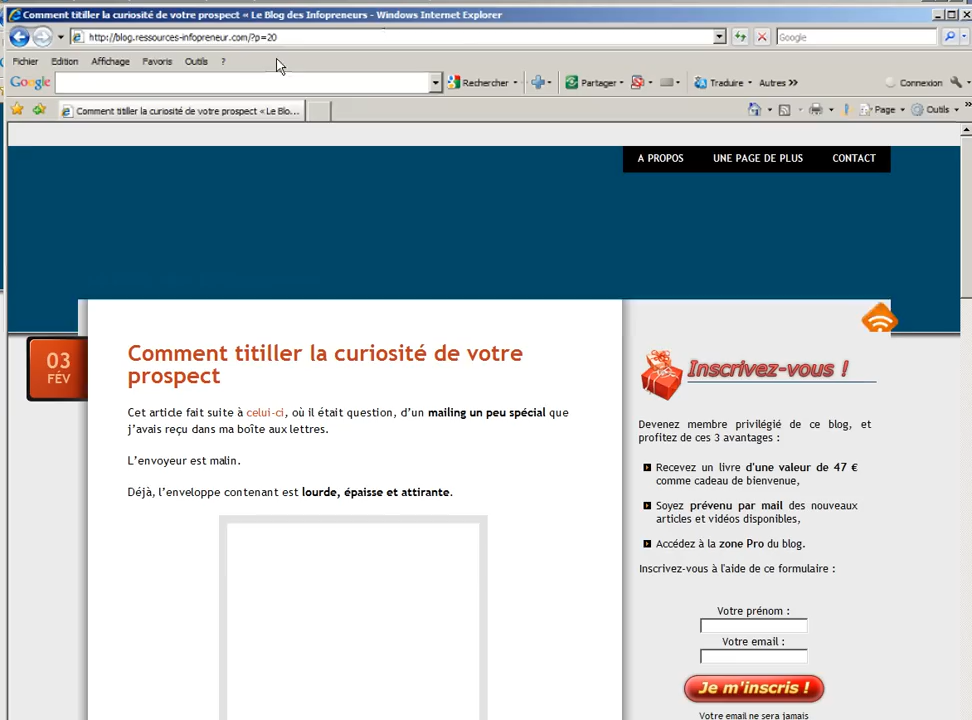 Comment titiller la curiosité de votre prospect « Le Blog des Infopreneurs - Windows Internet Explorer
http://blog.ressources-infopreneur.com/?p=20
Google
Fichier Edition Affichage Favoris Outils ?
Google Rechercher Partager Traduire Autres » Connexion
Comment titiller la curiosité de votre prospect « Le Blo...
Page Outils »
A PROPOS UNE PAGE DE PLUS CONTACT
03
FÉV
Comment titiller la curiosité de votre
prospect
Cet article fait suite à celui-ci, où il était question, d’un mailing un peu spécial que
j’avais reçu dans ma boîte aux lettres.
L’envoyeur est malin.
Déjà, l’enveloppe contenant est lourde, épaisse et attirante.
Inscrivez-vous !
Devenez membre privilégié de ce blog, et
profitez de ces 3 avantages :
Recevez un livre d'une valeur de 47 €
comme cadeau de bienvenue,
Soyez prévenu par mail des nouveaux
articles et vidéos disponibles,
Accédez à la zone Pro du blog.
Inscrivez-vous à l'aide de ce formulaire :
Votre prénom :
Votre email :
Je m'inscris !
Votre email ne sera jamais